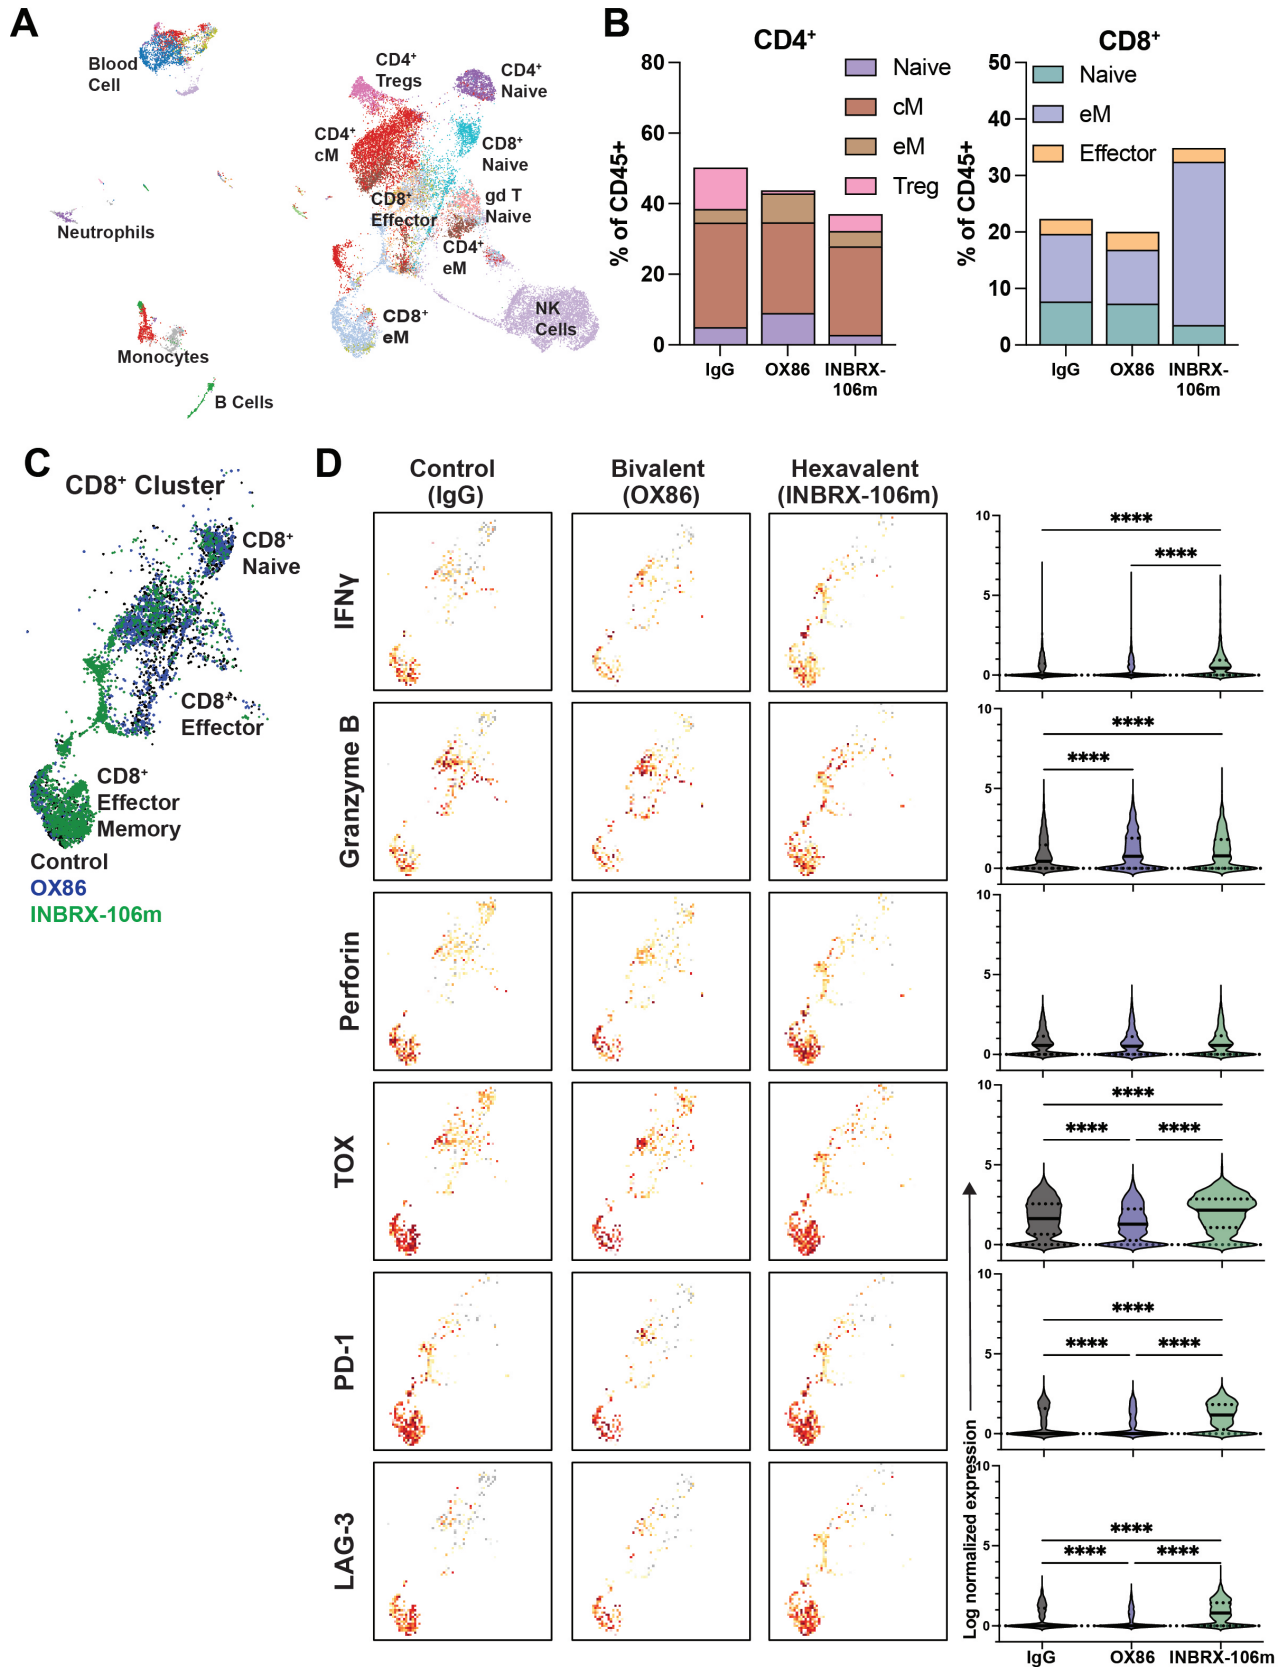 A
Blood
Cell
CD4+
Tregs
CD4+
Naive
CD4+
cM
CD8+
Naive
CD8+
Effector
gd T
Naive
CD4+
eM
Neutrophils
CD8+
eM
NK
Cells
Monocytes
B Cells
B
CD4+
% of CD45+
80
60
40
20
0
Naive
cM
eM
Treg
IgG
OX86
INBRX-
106m
CD8+
% of CD45+
50
40
30
20
10
0
Naive
eM
Effector
IgG
OX86
INBRX-
106m
C
CD8+ Cluster
CD8+
Naive
CD8+
Effector
CD8+
Effector
Memory
Control
OX86
INBRX-106m
D
Control
(IgG)
Bivalent
(OX86)
Hexavalent
(INBRX-106m)
IFNγ
10
5
0
****
****
Granzyme B
10
5
0
****
****
Perforin
10
5
0
TOX
10
5
0
****
****
****
PD-1
10
5
0
****
****
****
LAG-3
10
5
0
****
****
****
Log normalized expression
IgG
OX86
INBRX-106m